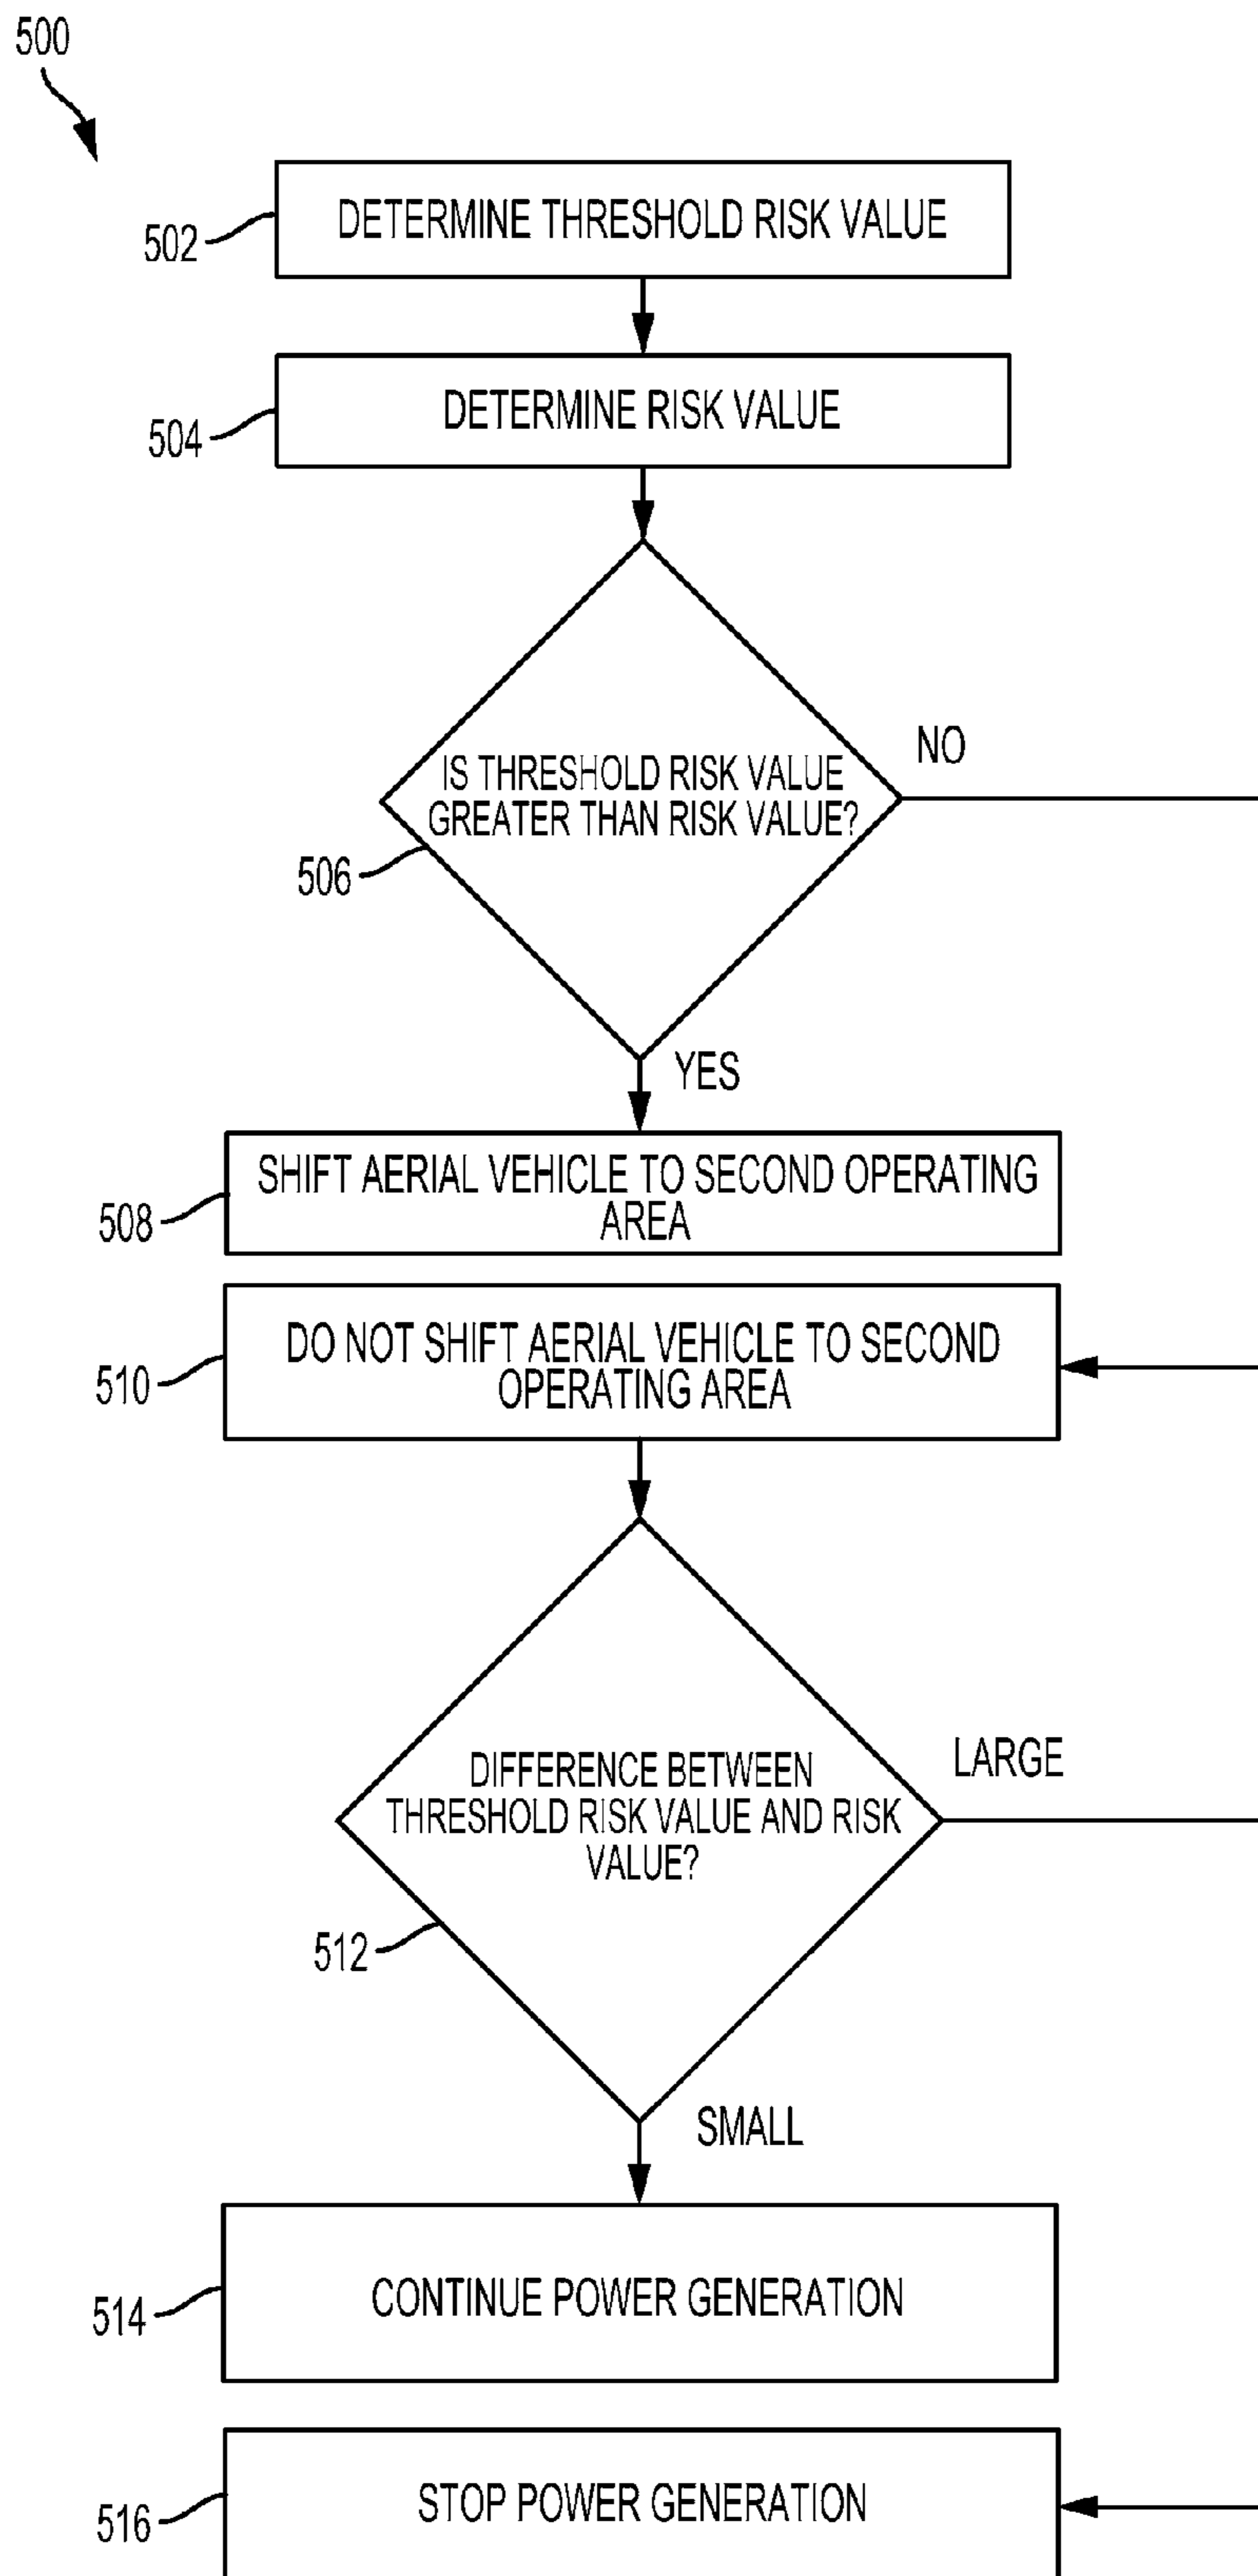 500
502
DETERMINE THRESHOLD RISK VALUE
504
DETERMINE RISK VALUE
IS THRESHOLD RISK VALUE
GREATER THAN RISK VALUE?
NO
506
YES
508
SHIFT AERIAL VEHICLE TO SECOND OPERATING
AREA
510
DO NOT SHIFT AERIAL VEHICLE TO SECOND
OPERATING AREA
DIFFERENCE BETWEEN
THRESHOLD RISK VALUE AND RISK
VALUE?
LARGE
512
SMALL
514
CONTINUE POWER GENERATION
516
STOP POWER GENERATION